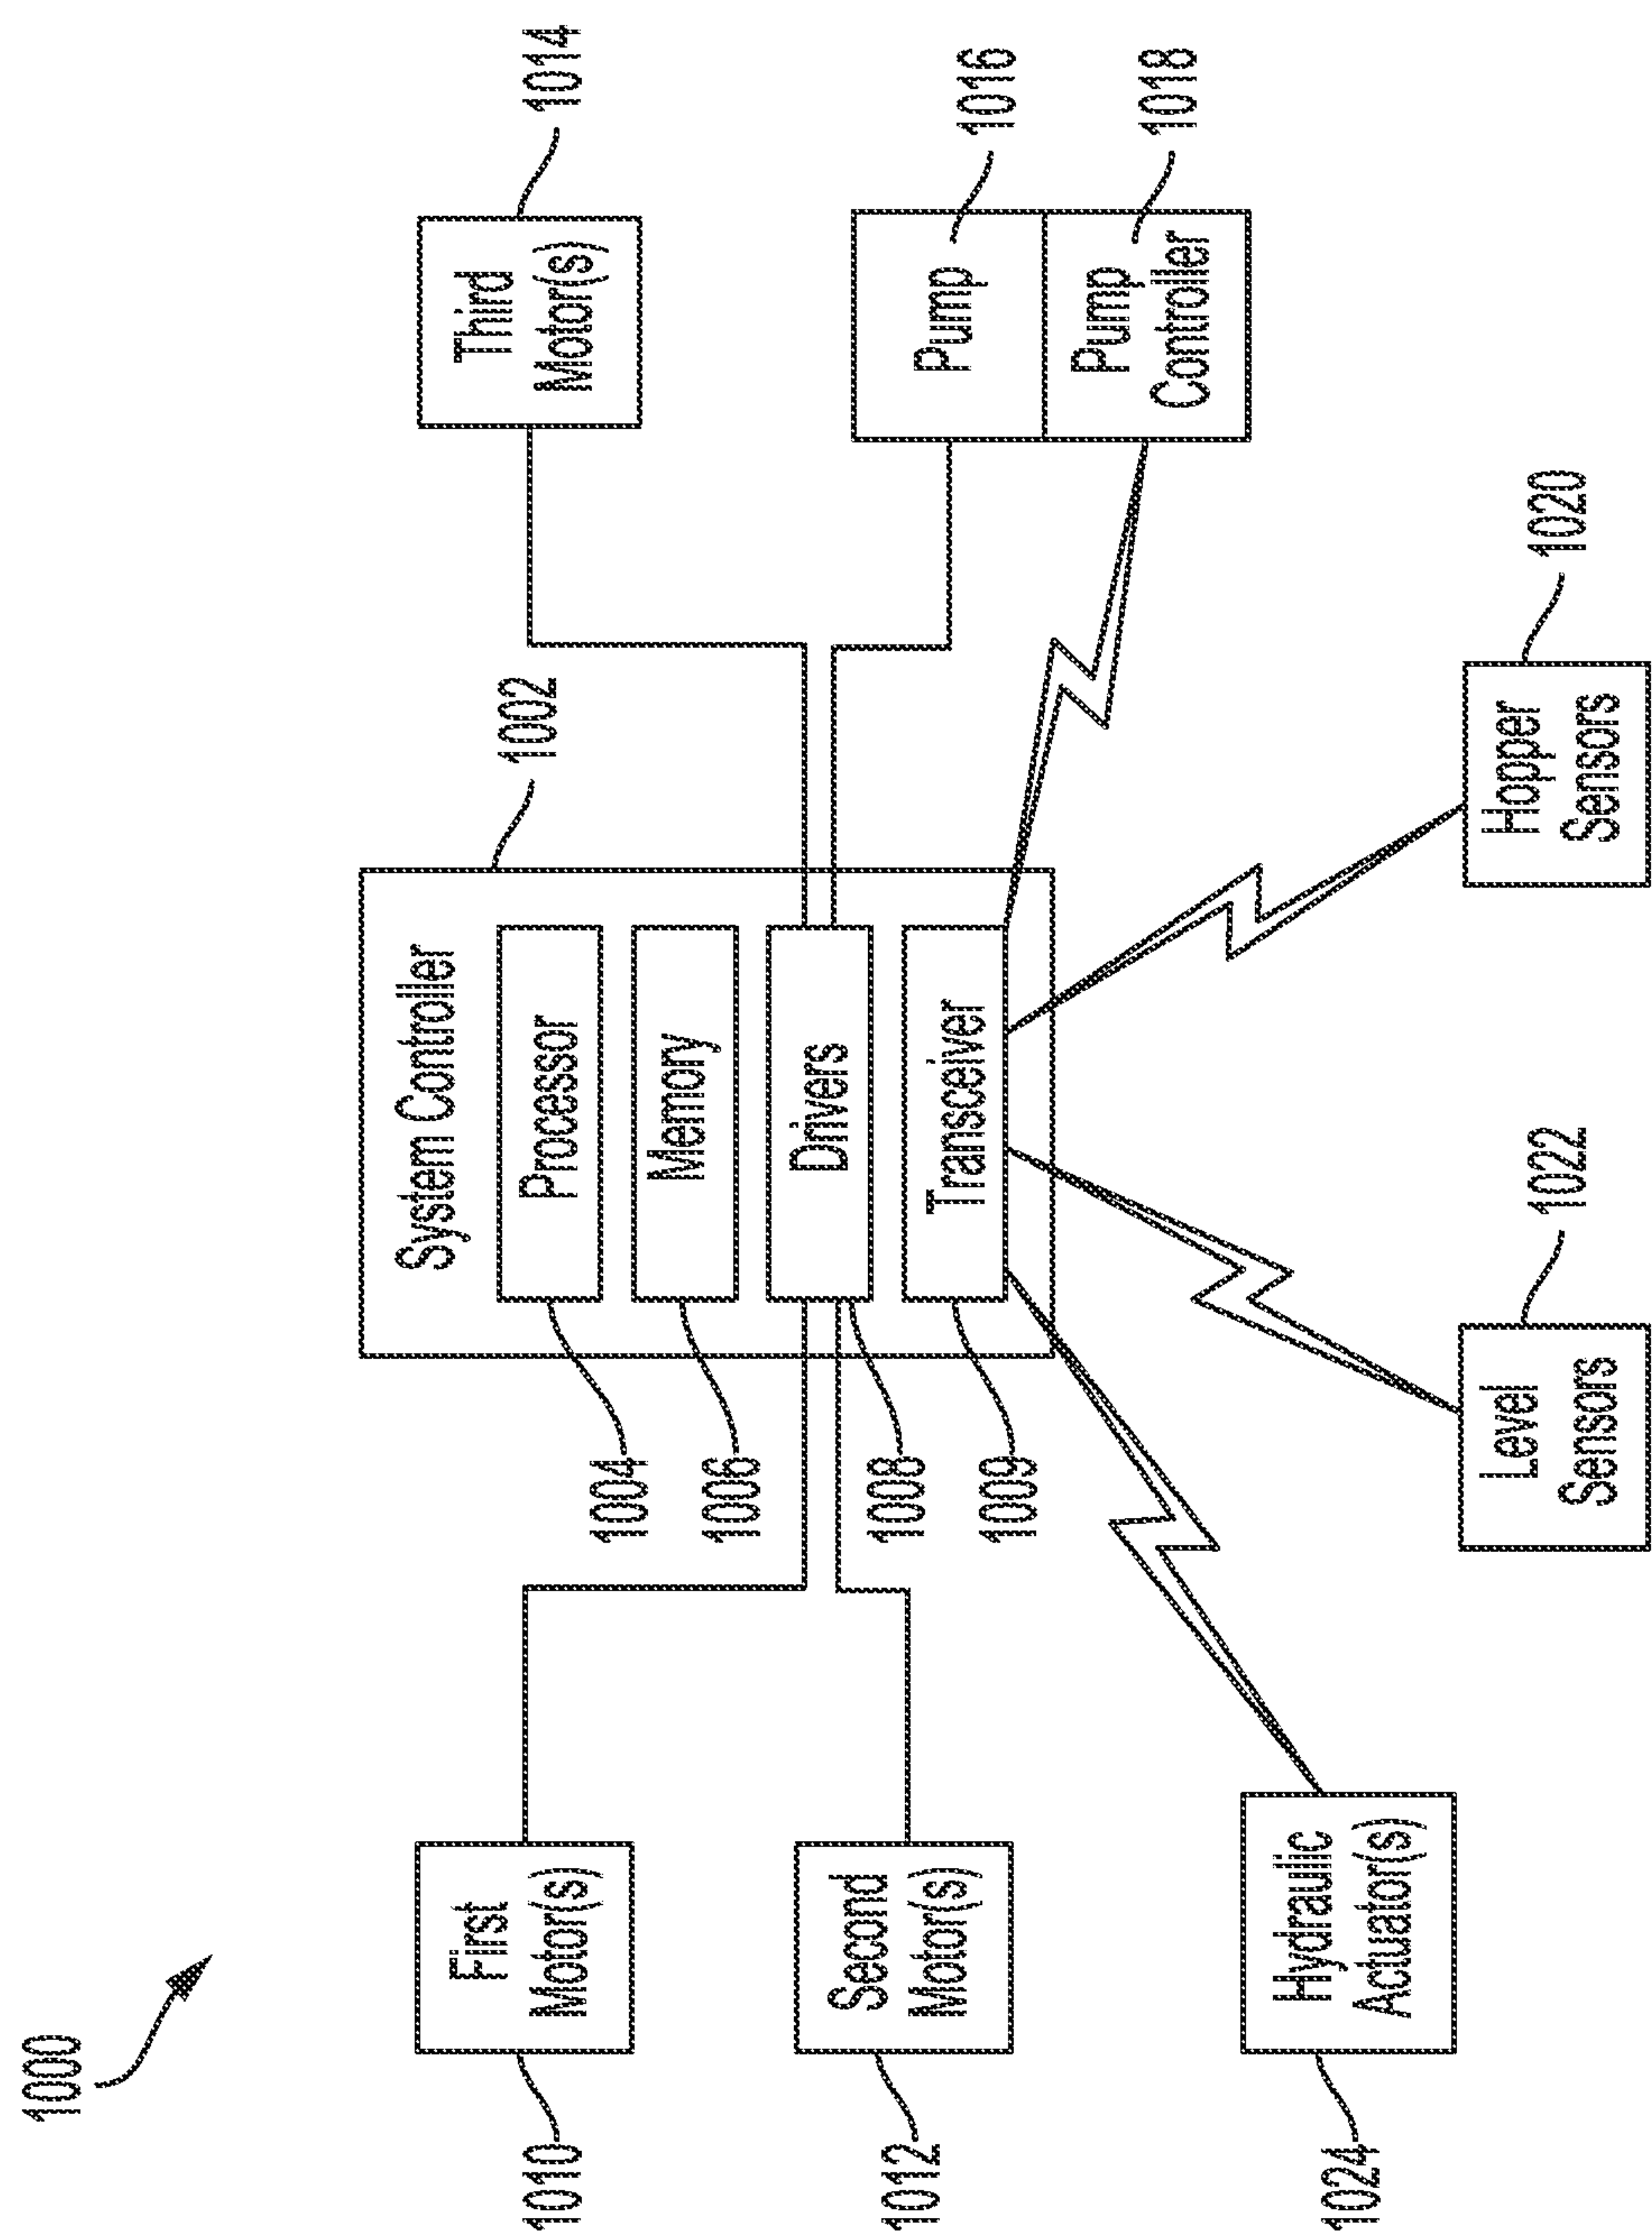 1000
System Controller
1002
Processor
1004
Memory
1006
Drivers
1008
Transceiver
1009
First
Motor(s)
1010
Second
Motor(s)
1012
Third
Motor(s)
1014
Pump
1016
Pump
Controller
1018
Hopper
Sensors
1020
Level
Sensors
1022
Hydraulic
Actuator(s)
1024